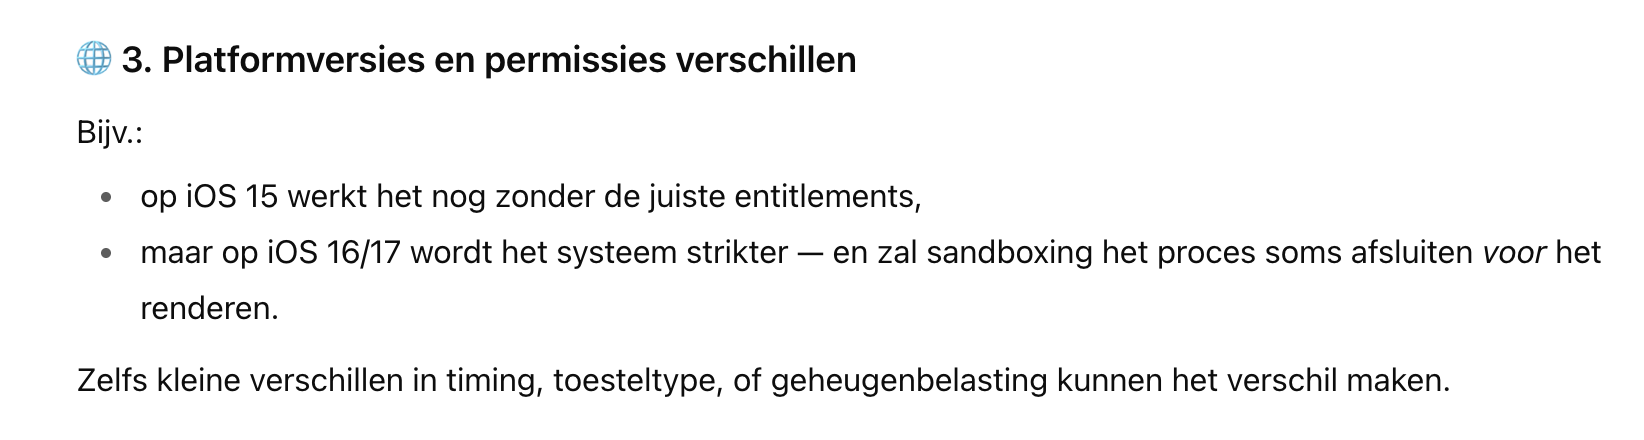 🌐 3. Platformversies en permissies verschillen
Bijv.:
• op iOS 15 werkt het nog zonder de juiste entitlements,
• maar op iOS 16/17 wordt het systeem strikter — en zal sandboxing het proces soms afsluiten voor het
renderen.
Zelfs kleine verschillen in timing, toesteltype, of geheugenbelasting kunnen het verschil maken.